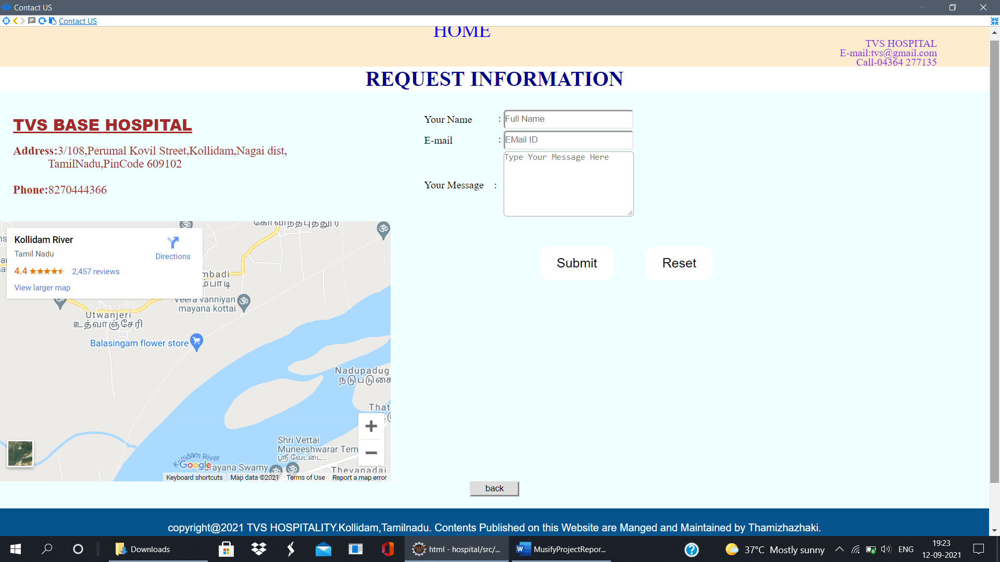 Contact US
Contact US
HOME
TVS HOSPITAL
E-mail:tvs@gmail.com
Call-04364 277135
REQUEST INFORMATION
TVS BASE HOSPITAL
Address:3/108,Perumal Kovil Street,Kollidam,Nagai dist,
TamilNadu,PinCode 609102
Phone:8270444366
Your Name : Full Name
E-mail : EMail ID
Your Message : Type Your Message Here
Submit Reset
Kollidam River
Tamil Nadu
Directions
4.4 2,457 reviews
View larger map
mbadi
ம்பாடி
Veera vanniyan
mayana kottai
Utwanjeri
உத்வாஞ்சேரி
Balasingam flower store
Nadupadug
நடுபடுகை
That
Shri Vettai
Muneeshwarar Tem
ஸ்ரீ வேட்டை...
Kollidam River
Google
arayana Swamy
Thevanadai
Keyboard shortcuts Map data ©2021 Terms of Use Report a map error
back
copyright@2021 TVS HOSPITALITY.Kollidam,Tamilnadu. Contents Published on this Website are Manged and Maintained by Thamizhazhaki.
Downloads
html - hospital/src/...
MusifyProjectRepor...
37°C Mostly sunny
ENG
19:23
12-09-2021